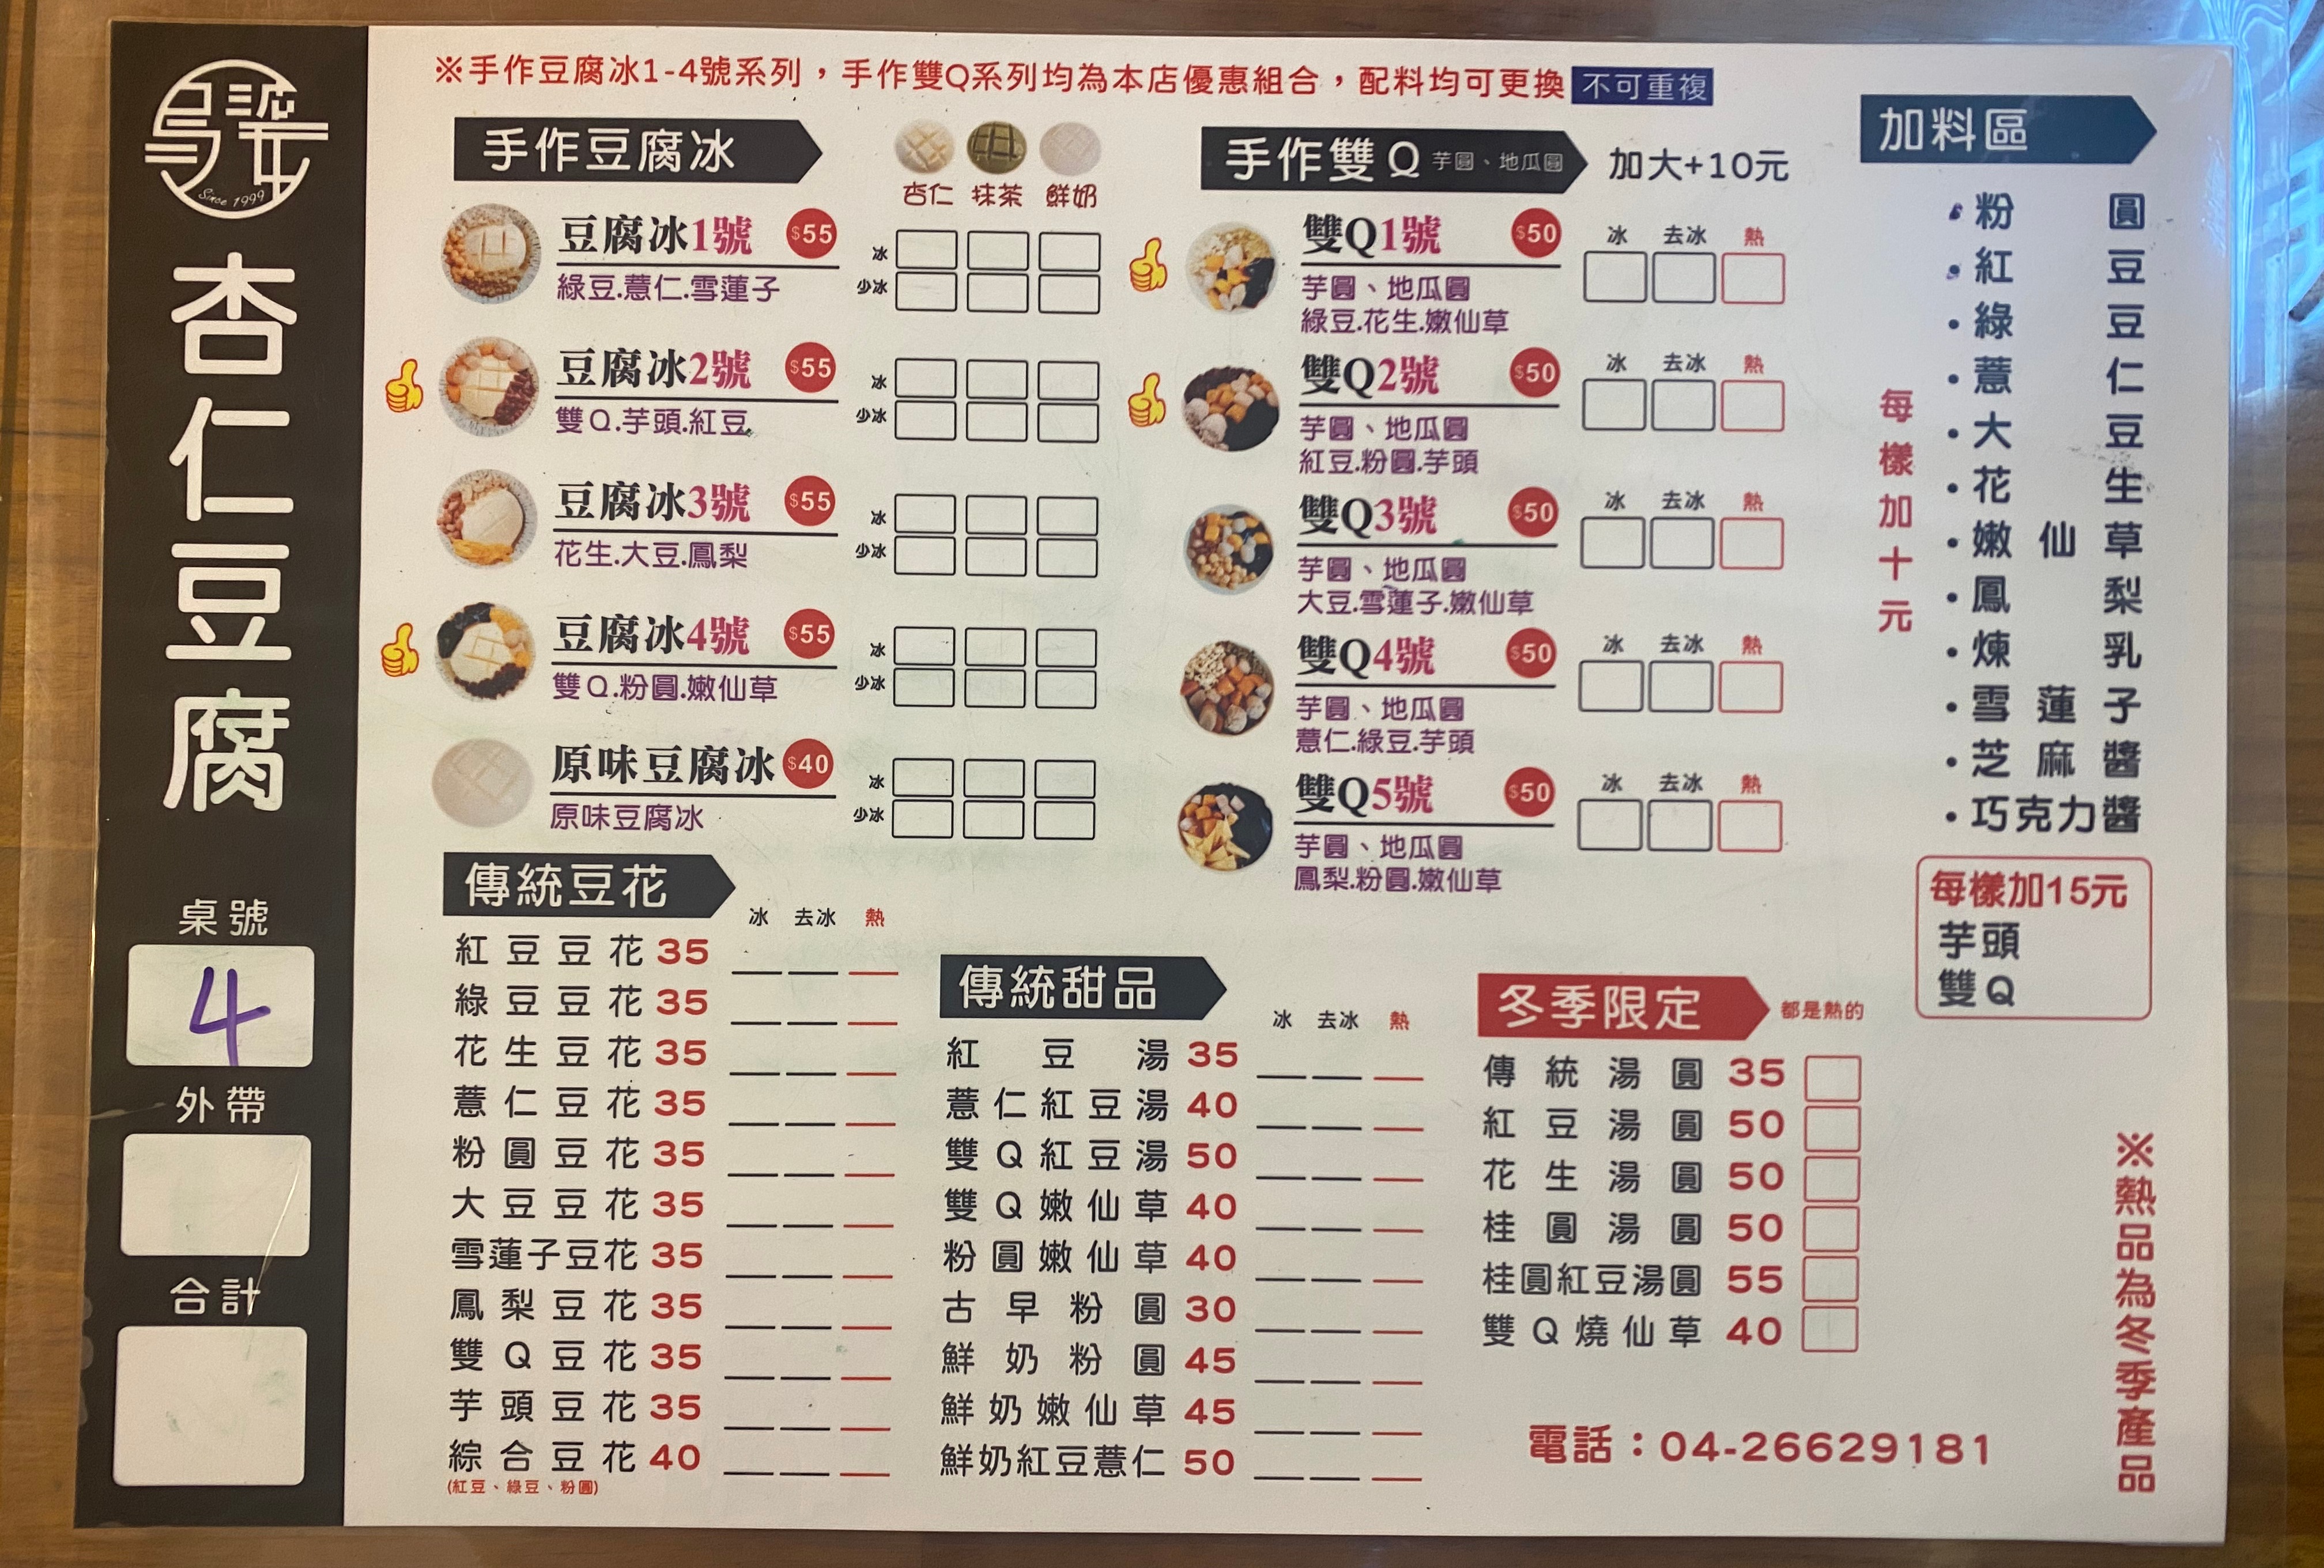 Since 1999
杏仁豆腐
桌號
4
外帶
合計
※手作豆腐冰1-4號系列,手作雙Q系列均為本店優惠組合,配料均可更換 不可重複
手作豆腐冰
杏仁 抹茶 鮮奶
豆腐冰1號 $55
綠豆.薏仁.雪蓮子
冰
少冰
豆腐冰2號 $55
雙Q.芋頭.紅豆
冰
少冰
豆腐冰3號 $55
花生.大豆.鳳梨
冰
少冰
豆腐冰4號 $55
雙Q.粉圓.嫩仙草
冰
少冰
原味豆腐冰 $40
原味豆腐冰
冰
少冰
手作雙Q 芋圓、地瓜圓 加大+10元
雙Q1號 $50 冰 去冰 熱
芋圓、地瓜圓
綠豆.花生.嫩仙草
雙Q2號 $50 冰 去冰 熱
芋圓、地瓜圓
紅豆.粉圓.芋頭
雙Q3號 $50 冰 去冰 熱
芋圓、地瓜圓
大豆.雪蓮子.嫩仙草
雙Q4號 $50 冰 去冰 熱
芋圓、地瓜圓
薏仁.綠豆.芋頭
雙Q5號 $50 冰 去冰 熱
芋圓、地瓜圓
鳳梨.粉圓.嫩仙草
加料區
每樣加十元
•粉圓
•紅豆
•綠豆
•薏仁
•大豆
•花生
•嫩仙草
•鳳梨
•煉乳
•雪蓮子
•芝麻醬
•巧克力醬
每樣加15元
芋頭
雙Q
傳統豆花
冰 去冰 熱
紅豆豆花 35
綠豆豆花 35
花生豆花 35
薏仁豆花 35
粉圓豆花 35
大豆豆花 35
雪蓮子豆花 35
鳳梨豆花 35
雙Q豆花 35
芋頭豆花 35
綜合豆花 40
(紅豆、綠豆、粉圓)
傳統甜品
冰 去冰 熱
紅豆湯 35
薏仁紅豆湯 40
雙Q紅豆湯 50
雙Q嫩仙草 40
粉圓嫩仙草 40
古早粉圓 30
鮮奶粉圓 45
鮮奶嫩仙草 45
鮮奶紅豆薏仁 50
冬季限定 都是熱的
傳統湯圓 35
紅豆湯圓 50
花生湯圓 50
桂圓湯圓 50
桂圓紅豆湯圓 55
雙Q燒仙草 40
電話:04-26629181
※熱品為冬季產品